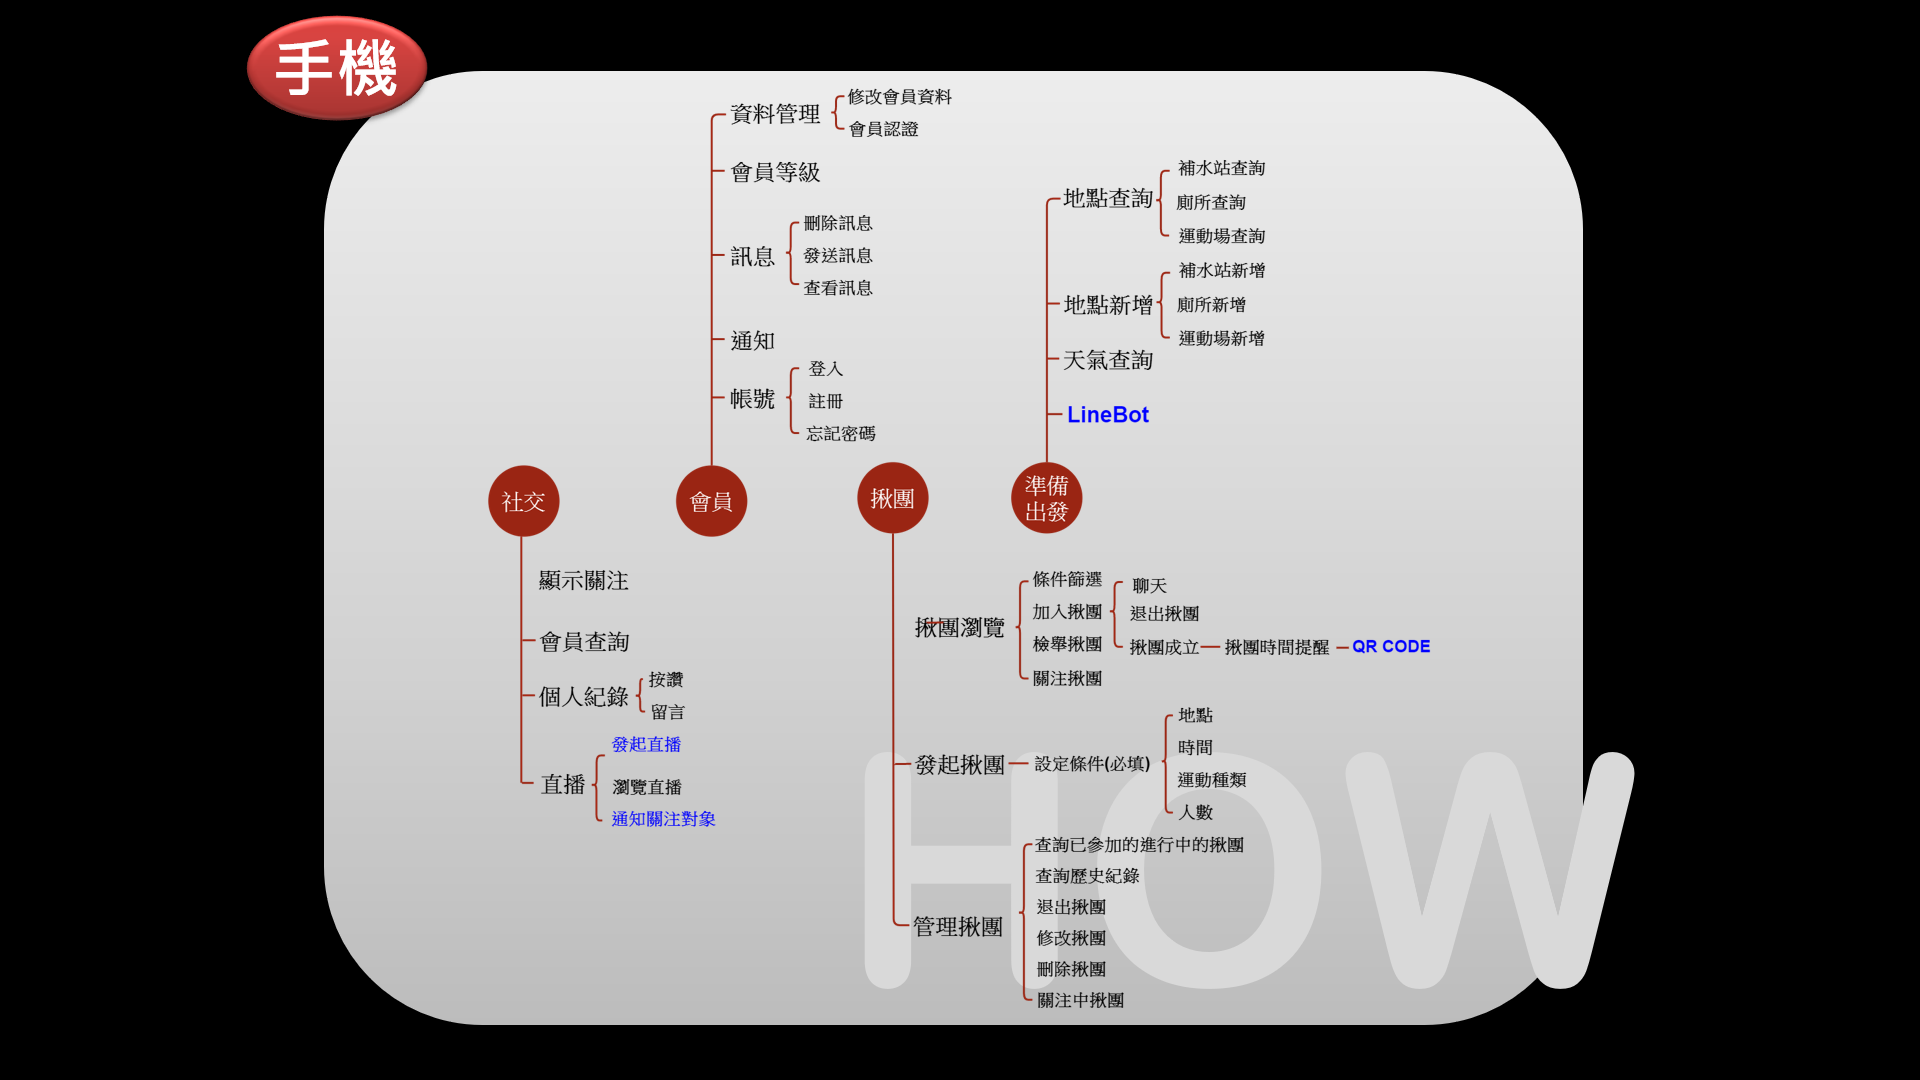 手機
資料管理
修改會員資料
會員認證
會員等級
訊息
刪除訊息
發送訊息
查看訊息
通知
帳號
登入
註冊
忘記密碼
地點查詢
補水站查詢
廁所查詢
運動場查詢
地點新增
補水站新增
廁所新增
運動場新增
天氣查詢
LineBot
社交
會員
揪團
準備
出發
顯示關注
會員查詢
個人紀錄
按讚
留言
直播
發起直播
瀏覽直播
通知關注對象
揪團瀏覽
條件篩選
加入揪團
檢舉揪團
關注揪團
聊天
退出揪團
揪團成立
揪團時間提醒
QR CODE
發起揪團
設定條件(必填)
地點
時間
運動種類
人數
管理揪團
查詢已參加的進行中的揪團
查詢歷史紀錄
退出揪團
修改揪團
刪除揪團
關注中揪團
HOW